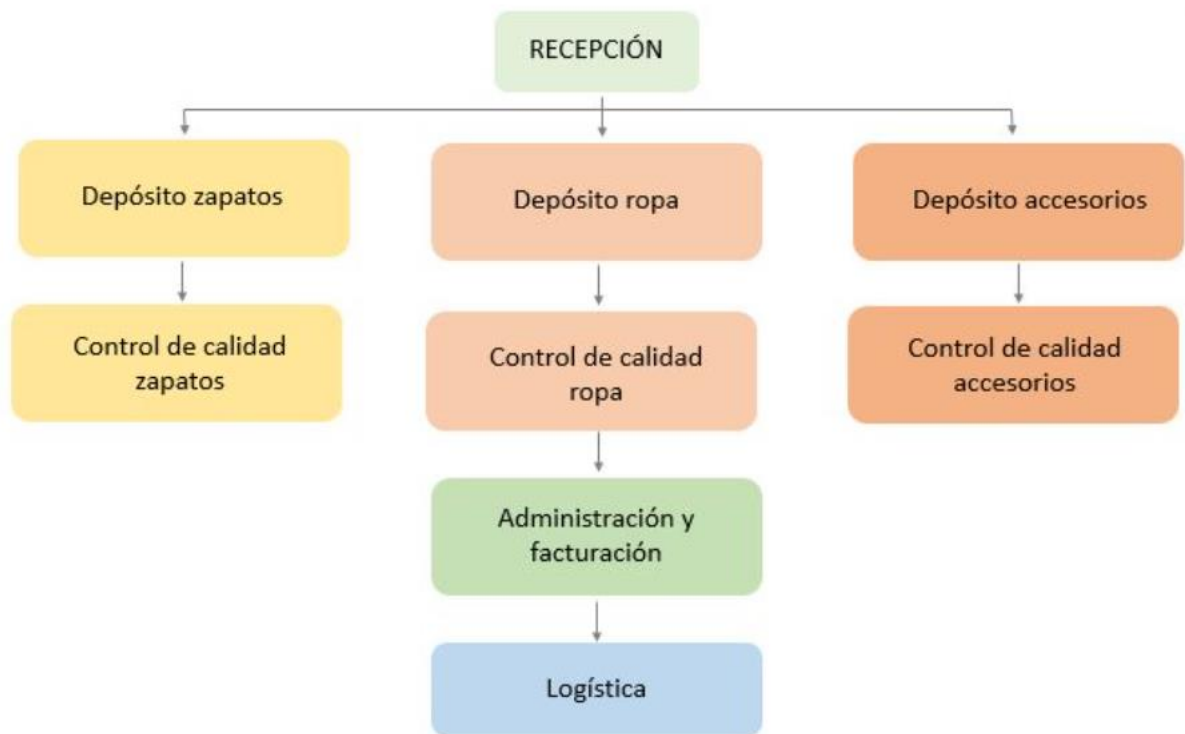 RECEPCIÓN
Depósito zapatos
Depósito ropa
Depósito accesorios
Control de calidad
zapatos
Control de calidad
ropa
Control de calidad
accesorios
Administración y
facturación
Logística